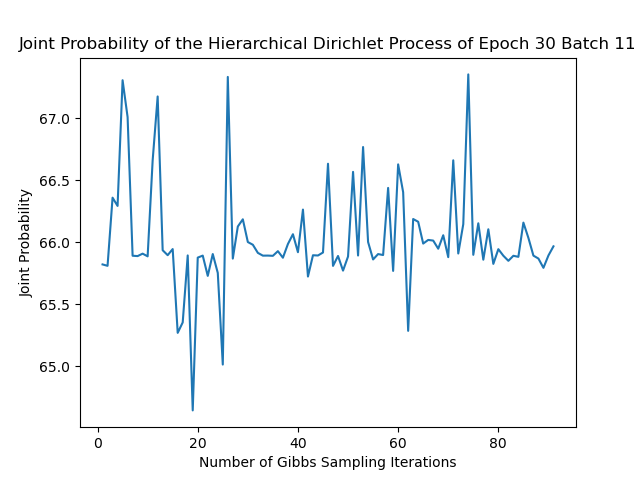 Joint Probability of the Hierarchical Dirichlet Process of Epoch 30 Batch 11
67.0
66.5
66.0
65.5
65.0
Joint Probability
0 20 40 60 80
Number of Gibbs Sampling Iterations